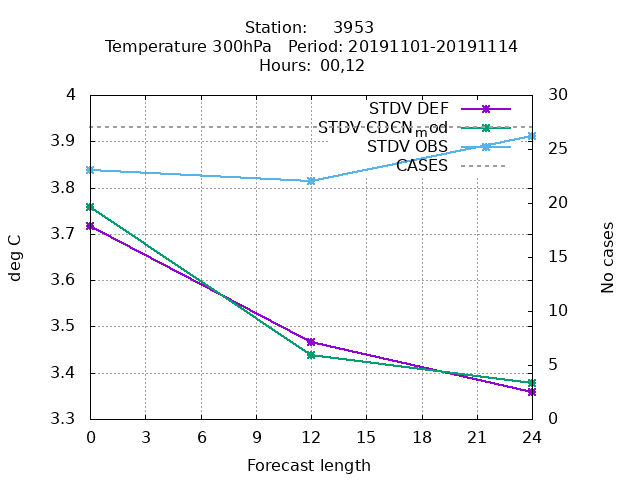 Station: 3953
Temperature 300hPa Period: 20191101-20191114
Hours: 00,12
4
3.9
3.8
3.7
3.6
3.5
3.4
3.3
deg C
30
25
20
15
10
5
0
No cases
STDV DEF
STDV CDCNmod
STDV OBS
CASES
0 3 6 9 12 15 18 21 24
Forecast length